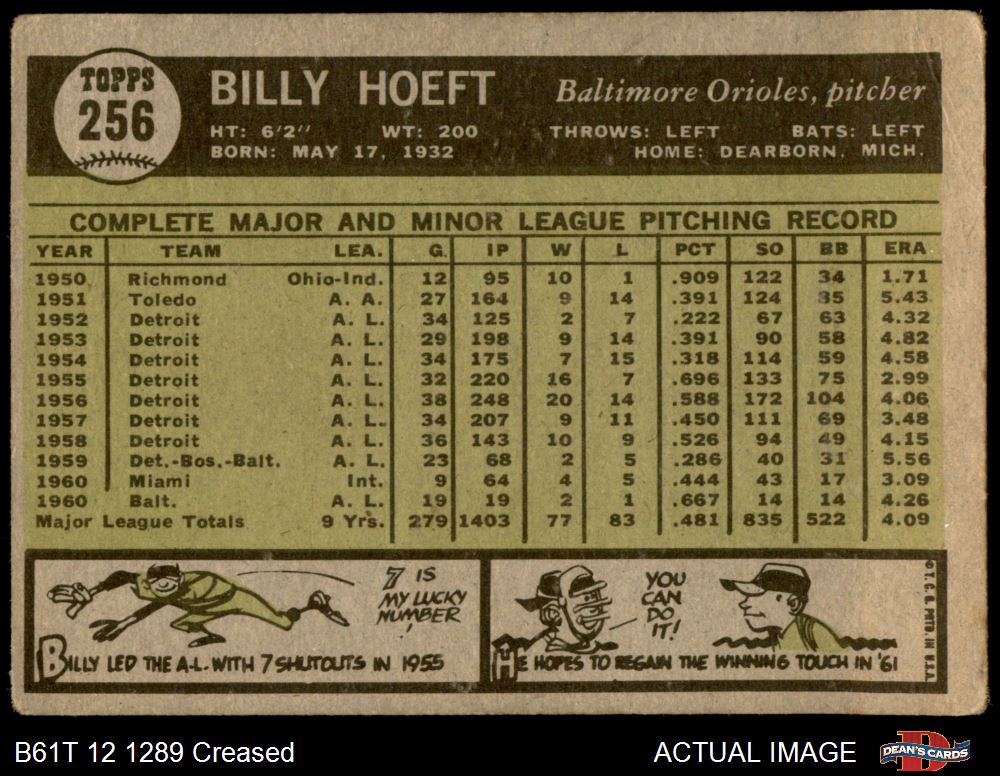 TOPPS
256
BILLY HOEFT Baltimore Orioles, pitcher
HT: 6'2" WT: 200 THROWS: LEFT BATS: LEFT
BORN: MAY 17, 1932 HOME: DEARBORN, MICH.
COMPLETE MAJOR AND MINOR LEAGUE PITCHING RECORD
YEAR TEAM LEA. G. IP W L PCT SO BB ERA
1950 Richmond Ohio-Ind. 12 95 10 1 .909 122 34 1.71
1951 Toledo A. A. 27 164 9 14 .391 124 85 5.43
1952 Detroit A. L. 34 125 2 7 .222 67 63 4.32
1953 Detroit A. L. 29 198 9 14 .391 90 58 4.82
1954 Detroit A. L. 34 175 7 15 .318 114 59 4.58
1955 Detroit A. L. 32 220 16 7 .696 133 75 2.99
1956 Detroit A. L. 38 248 20 14 .588 172 104 4.06
1957 Detroit A. L. 34 207 9 11 .450 111 69 3.48
1958 Detroit A. L. 36 143 10 9 .526 94 49 4.15
1959 Det.-Bos.-Balt. A. L. 23 68 2 5 .286 40 31 5.56
1960 Miami Int. 9 64 4 5 .444 43 17 3.09
1960 Balt. A. L. 19 19 2 1 .667 14 14 4.26
Major League Totals 9 Yrs. 279 1403 77 83 .481 835 522 4.09
7 IS
MY LUCKY
NUMBER!
BILLY LED THE A.L. WITH 7 SHUTOUTS IN 1955
YOU
CAN
DO
IT!
HE HOPES TO REGAIN THE WINNING TOUCH IN '61
© T. C. G. PRTD. IN U.S.A.
B61T 12 1289 Creased ACTUAL IMAGE
D
DEAN'S CARDS